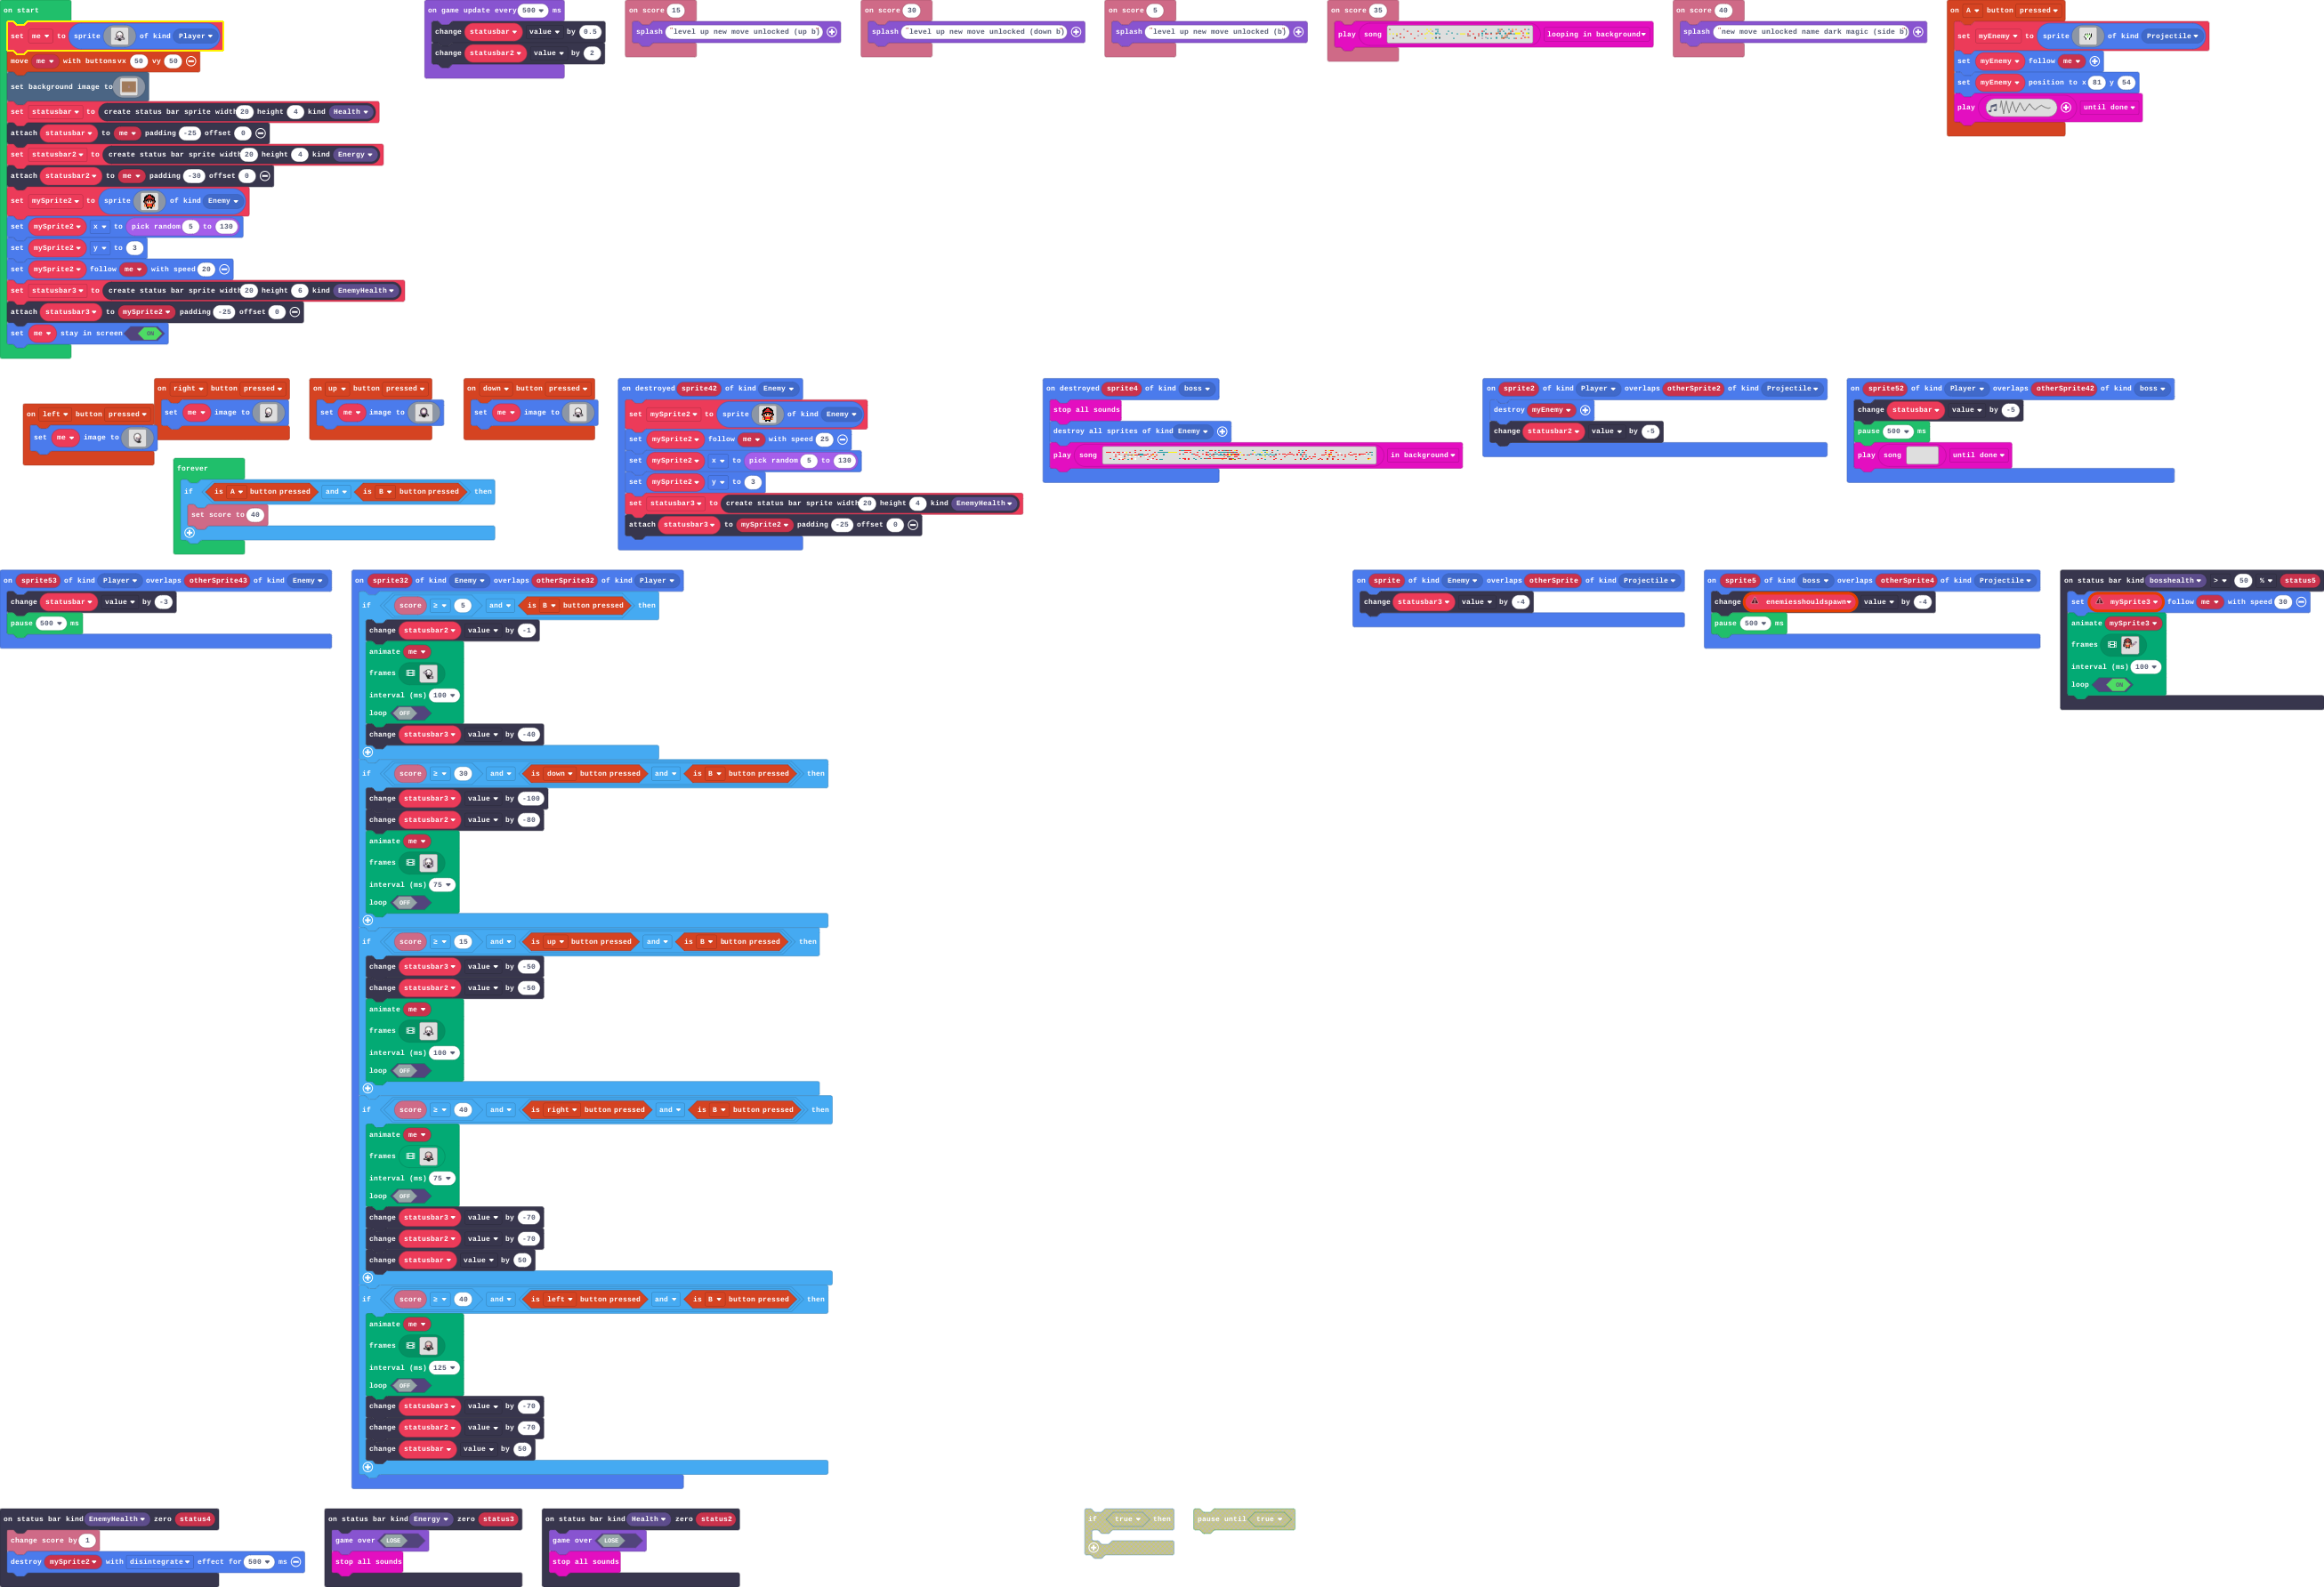 on start
set me to sprite of kind Player
move me with buttons vx 50 vy 50
set background image to
set statusbar to create status bar sprite width 20 height 4 kind Health
attach statusbar to me padding -25 offset 0
set statusbar2 to create status bar sprite width 20 height 4 kind Energy
attach statusbar2 to me padding -30 offset 0
set mySprite2 to sprite of kind Enemy
set mySprite2 x to pick random 5 to 130
set mySprite2 y to 3
set mySprite2 follow me with speed 20
set statusbar3 to create status bar sprite width 20 height 6 kind EnemyHealth
attach statusbar3 to mySprite2 padding -25 offset 0
set me stay in screen ON
on game update every 500 ms
change statusbar value by 0.5
change statusbar2 value by 2
on score 15
splash "level up new move unlocked (up b)
on score 30
splash "level up new move unlocked (down b)
on score 5
splash "level up new move unlocked (b)
on score 35
play song looping in background
on score 40
splash "new move unlocked name dark magic (side b)
on A button pressed
set myEnemy to sprite of kind Projectile
set myEnemy follow me
set myEnemy position to x 81 y 54
play until done
on left button pressed
set me image to
on right button pressed
set me image to
on up button pressed
set me image to
on down button pressed
set me image to
forever
if is A button pressed and is B button pressed then
set score to 40
on destroyed sprite42 of kind Enemy
set mySprite2 to sprite of kind Enemy
set mySprite2 follow me with speed 25
set mySprite2 x to pick random 5 to 130
set mySprite2 y to 3
set statusbar3 to create status bar sprite width 20 height 4 kind EnemyHealth
attach statusbar3 to mySprite2 padding -25 offset 0
on destroyed sprite4 of kind boss
stop all sounds
destroy all sprites of kind Enemy
play song in background
on sprite2 of kind Player overlaps otherSprite2 of kind Projectile
destroy myEnemy
change statusbar2 value by -5
on sprite52 of kind Player overlaps otherSprite42 of kind boss
change statusbar value by -5
pause 500 ms
play song until done
on sprite53 of kind Player overlaps otherSprite43 of kind Enemy
change statusbar value by -3
pause 500 ms
on sprite32 of kind Enemy overlaps otherSprite32 of kind Player
if score ≥ 5 and is B button pressed then
change statusbar2 value by -1
animate me
frames
interval (ms) 100
loop OFF
change statusbar3 value by -40
if score ≥ 30 and is down button pressed and is B button pressed then
change statusbar3 value by -100
change statusbar2 value by -80
animate me
frames
interval (ms) 75
loop OFF
if score ≥ 15 and is up button pressed and is B button pressed then
change statusbar3 value by -50
change statusbar2 value by -50
animate me
frames
interval (ms) 100
loop OFF
if score ≥ 40 and is right button pressed and is B button pressed then
animate me
frames
interval (ms) 75
loop OFF
change statusbar3 value by -70
change statusbar2 value by -70
change statusbar value by 50
if score ≥ 40 and is left button pressed and is B button pressed then
animate me
frames
interval (ms) 125
loop OFF
change statusbar3 value by -70
change statusbar2 value by -70
change statusbar value by 50
on sprite of kind Enemy overlaps otherSprite of kind Projectile
change statusbar3 value by -4
on sprite5 of kind boss overlaps otherSprite4 of kind Projectile
change enemiesshouldspawn value by -4
pause 500 ms
on status bar kind bosshealth > 50 % status5
set mySprite3 follow me with speed 30
animate mySprite3
frames
interval (ms) 100
loop ON
on status bar kind EnemyHealth zero status4
change score by 1
destroy mySprite2 with disintegrate effect for 500 ms
on status bar kind Energy zero status3
game over LOSE
stop all sounds
on status bar kind Health zero status2
game over LOSE
stop all sounds
if true then
pause until true